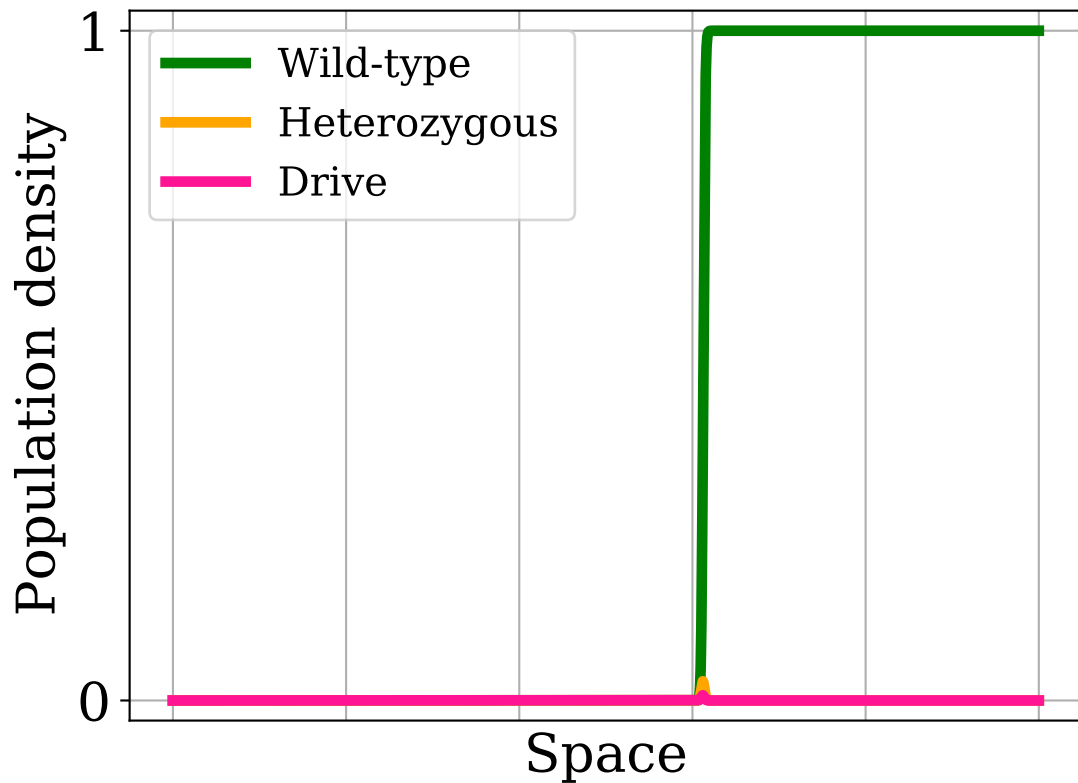 1
Wild-type
Heterozygous
Drive
Population density
0
Space